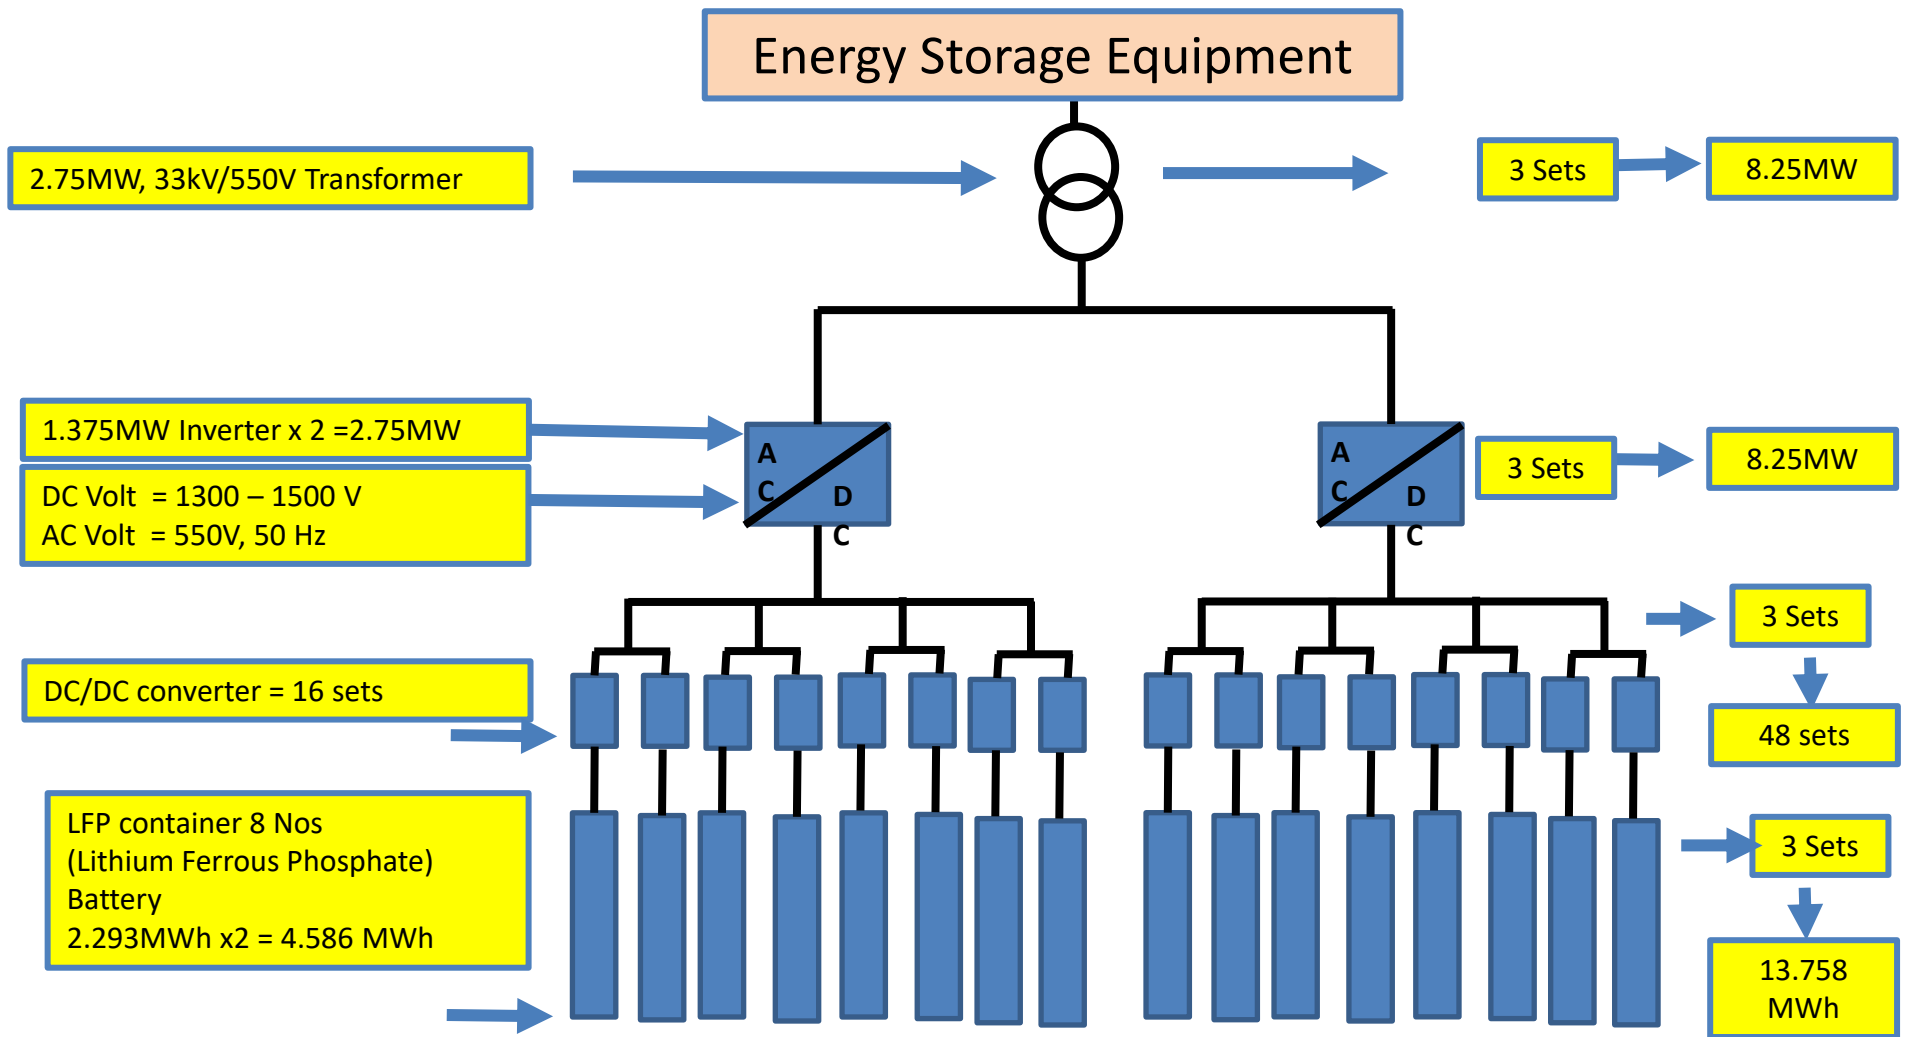 Energy Storage Equipment
2.75MW, 33kV/550V Transformer
3 Sets
8.25MW
1.375MW Inverter x 2 =2.75MW
DC Volt  = 1300 – 1500 V
AC Volt  = 550V, 50 Hz
A
C
D
C
A
C
D
C
3 Sets
8.25MW
3 Sets
48 sets
DC/DC converter = 16 sets
LFP container 8 Nos
(Lithium Ferrous Phosphate)
Battery
2.293MWh x2 = 4.586 MWh
3 Sets
13.758
MWh